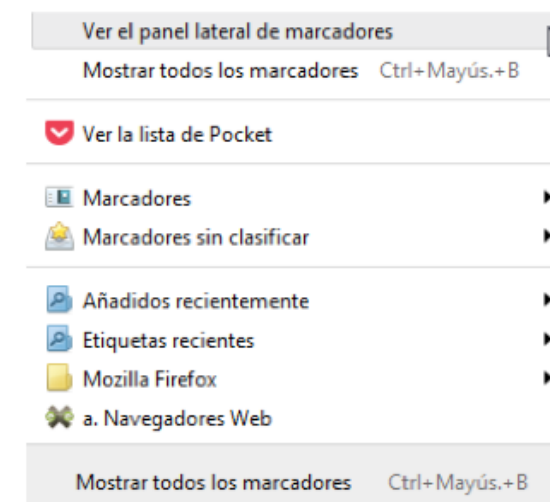 Ver el panel lateral de marcadores
Mostrar todos los marcadores Ctrl+Mayús.+B
Ver la lista de Pocket
Marcadores
Marcadores sin clasificar
Añadidos recientemente
Etiquetas recientes
Mozilla Firefox
a. Navegadores Web
Mostrar todos los marcadores Ctrl+Mayús.+B